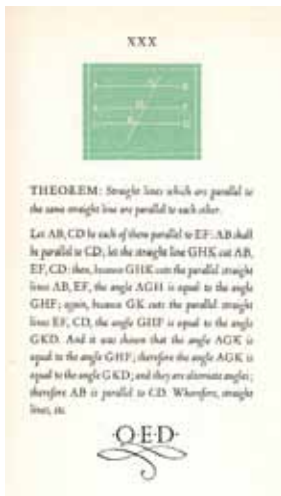 XXX
THEOREM: Straight lines which are parallel to
the same straight line are parallel to each other.
Let AB, CD be each of them parallel to EF: AB shall
be parallel to CD; let the straight line GHK cut AB,
EF, CD: then, because GHK cuts the parallel straight
lines AB, EF, the angle AGH is equal to the angle
GHF; again, because GK cuts the parallel straight
lines EF, CD, the angle GHF is equal to the angle
GKD. And it was shown that the angle AGK is
equal to the angle GHF; therefore the angle AGK is
equal to the angle GKD; and they are alternate angles;
therefore AB is parallel to CD. Wherefore, straight
lines, etc.
·Q·E·D·